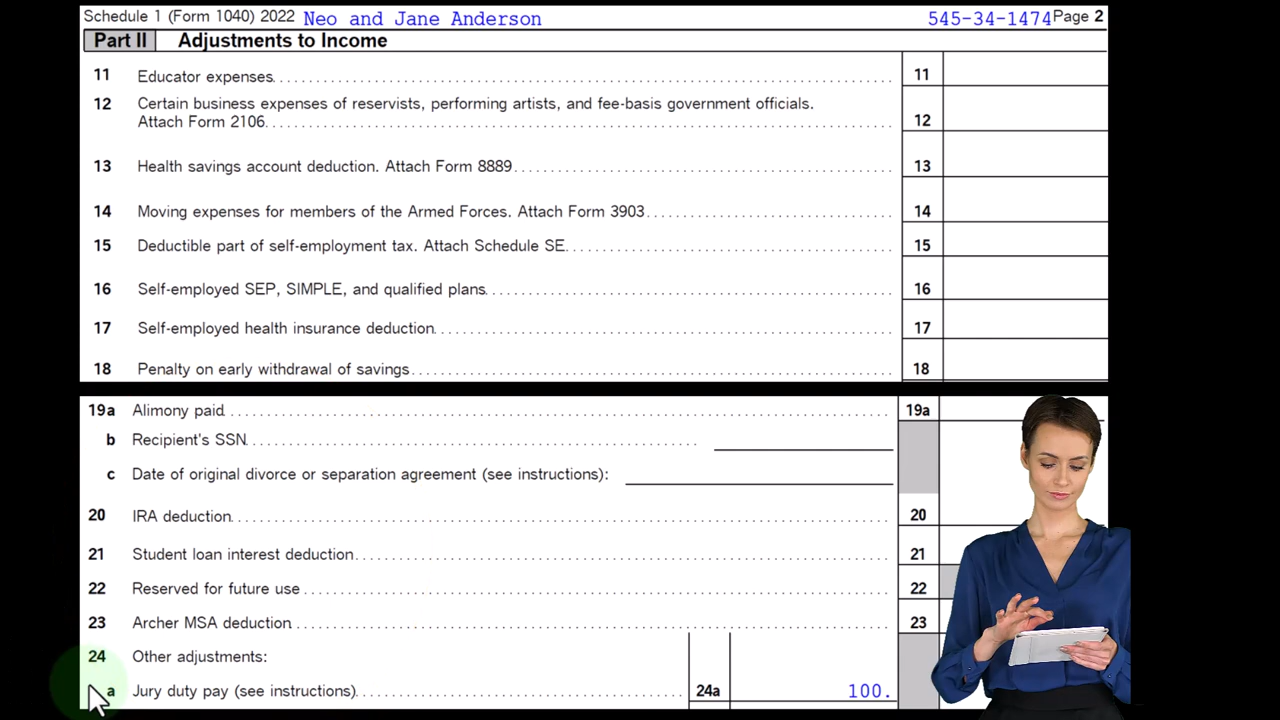 Schedule 1 (Form 1040) 2022 Neo and Jane Anderson 545-34-1474 Page 2
Part II Adjustments to Income
11 Educator expenses 11
12 Certain business expenses of reservists, performing artists, and fee-basis government officials.
Attach Form 2106 12
13 Health savings account deduction. Attach Form 8889 13
14 Moving expenses for members of the Armed Forces. Attach Form 3903 14
15 Deductible part of self-employment tax. Attach Schedule SE 15
16 Self-employed SEP, SIMPLE, and qualified plans 16
17 Self-employed health insurance deduction 17
18 Penalty on early withdrawal of savings 18
19a Alimony paid 19a
b Recipient's SSN
c Date of original divorce or separation agreement (see instructions):
20 IRA deduction 20
21 Student loan interest deduction 21
22 Reserved for future use 22
23 Archer MSA deduction 23
24 Other adjustments:
a Jury duty pay (see instructions) 24a 100.